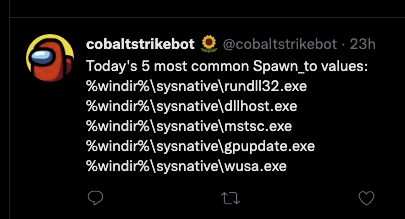 cobaltstrikebot 🌻 @cobaltstrikebot · 23h
Today's 5 most common Spawn_to values:
%windir%\sysnative\rundll32.exe
%windir%\sysnative\dllhost.exe
%windir%\sysnative\mstsc.exe
%windir%\sysnative\gpupdate.exe
%windir%\sysnative\wusa.exe